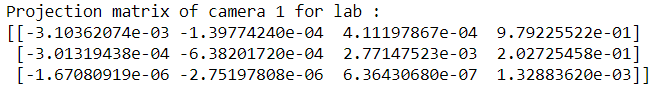 Projection matrix of camera 1 for lab :
[[-3.10362074e-03 -1.39774240e-04 4.11197867e-04 9.79225522e-01]
[-3.01319438e-04 -6.38201720e-04 2.77147523e-03 2.02725458e-01]
[-1.67080919e-06 -2.75197808e-06 6.36430680e-07 1.32883620e-03]]